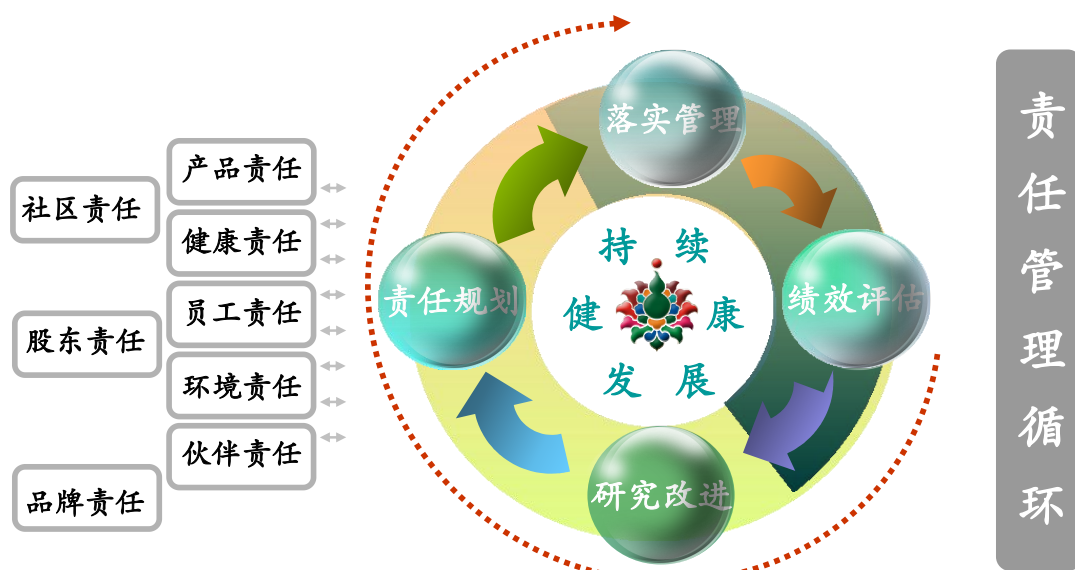 社区责任
股东责任
品牌责任
产品责任
健康责任
员工责任
环境责任
伙伴责任
落实管理
责任规划
绩效评估
研究改进
持续
健康
发展
责任管理循环